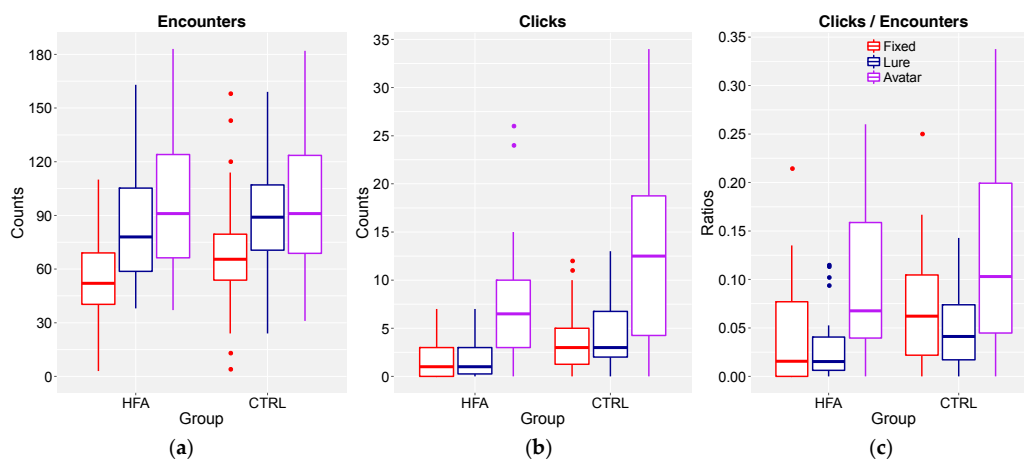 Encounters
180
150
120
90
60
30
0
Counts
HFA
CTRL
Group
(a)
Clicks
35
30
25
20
15
10
5
0
Counts
HFA
CTRL
Group
(b)
Clicks / Encounters
0.35
0.30
0.25
0.20
0.15
0.10
0.05
0.00
Ratios
Fixed
Lure
Avatar
HFA
CTRL
Group
(c)